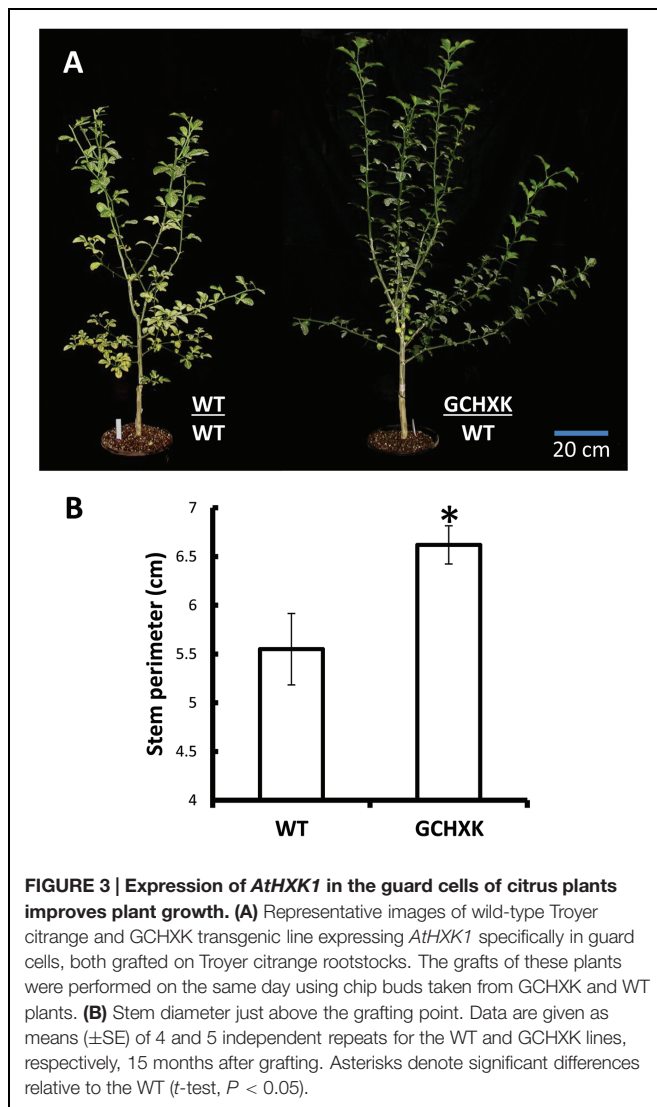 A
WT
WT
GCHXK
WT
20 cm
B
Stem perimeter (cm)
7
6.5
6
5.5
5
4.5
4
*
WT
GCHXK
FIGURE 3 | Expression of AtHXK1 in the guard cells of citrus plants
improves plant growth. (A) Representative images of wild-type Troyer
citrange and GCHXK transgenic line expressing AtHXK1 specifically in guard
cells, both grafted on Troyer citrange rootstocks. The grafts of these plants
were performed on the same day using chip buds taken from GCHXK and WT
plants. (B) Stem diameter just above the grafting point. Data are given as
means (±SE) of 4 and 5 independent repeats for the WT and GCHXK lines,
respectively, 15 months after grafting. Asterisks denote significant differences
relative to the WT (t-test, P < 0.05).